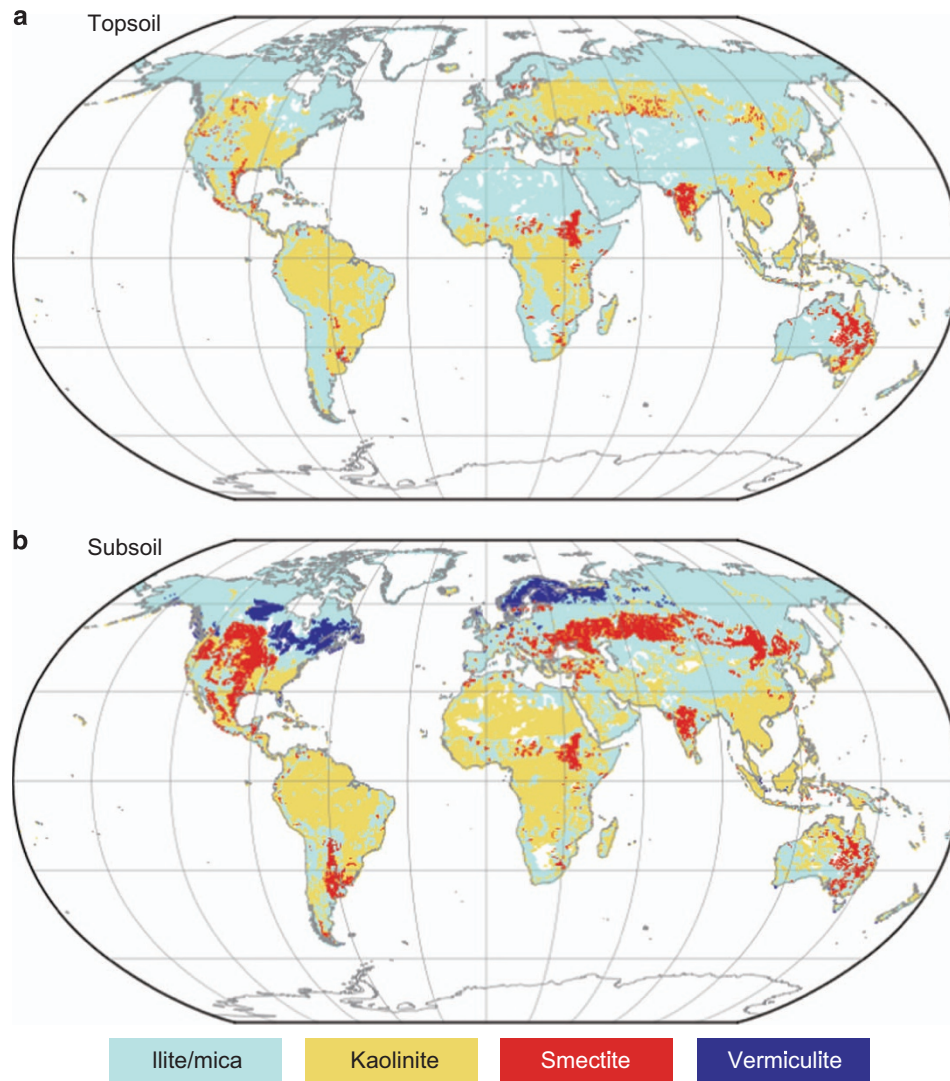 a
Topsoil
b
Subsoil
Ilite/mica
Kaolinite
Smectite
Vermiculite